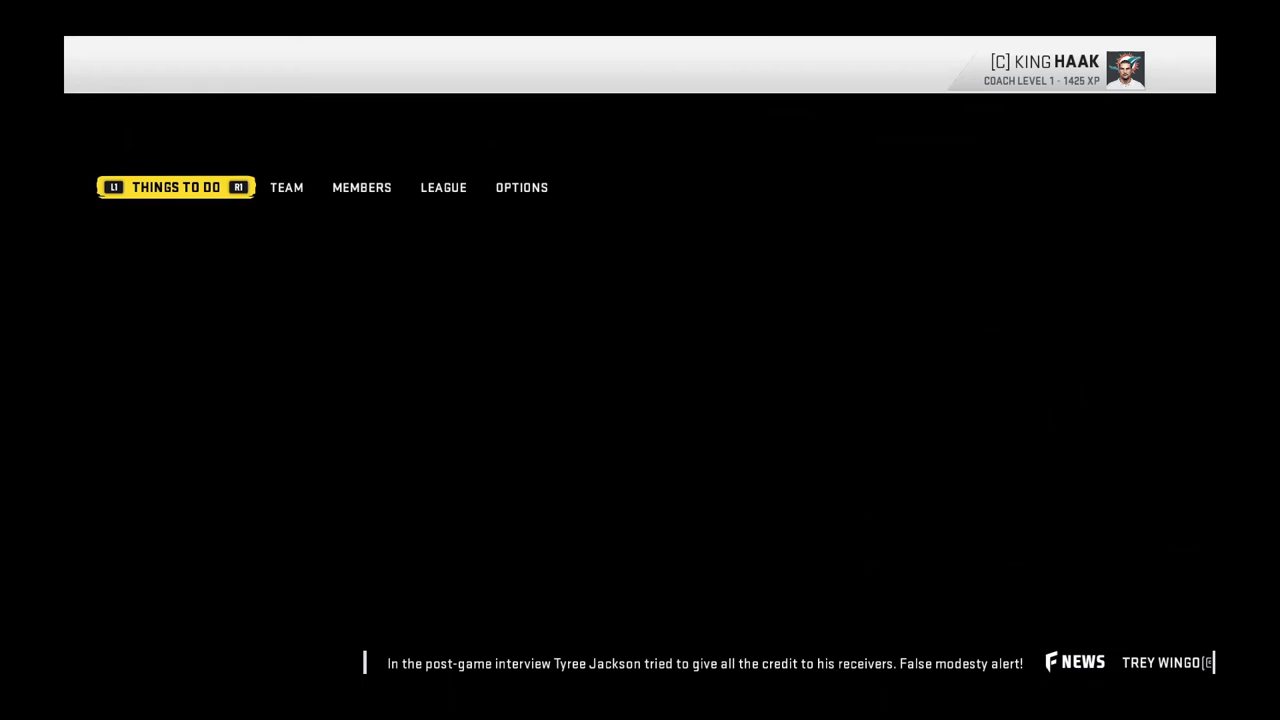 [C] KING HAAK
COACH LEVEL 1 - 1425 XP
L1 THINGS TO DO R1 TEAM MEMBERS LEAGUE OPTIONS
In the post-game interview Tyree Jackson tried to give all the credit to his receivers. False modesty alert! F NEWS TREY WINGO